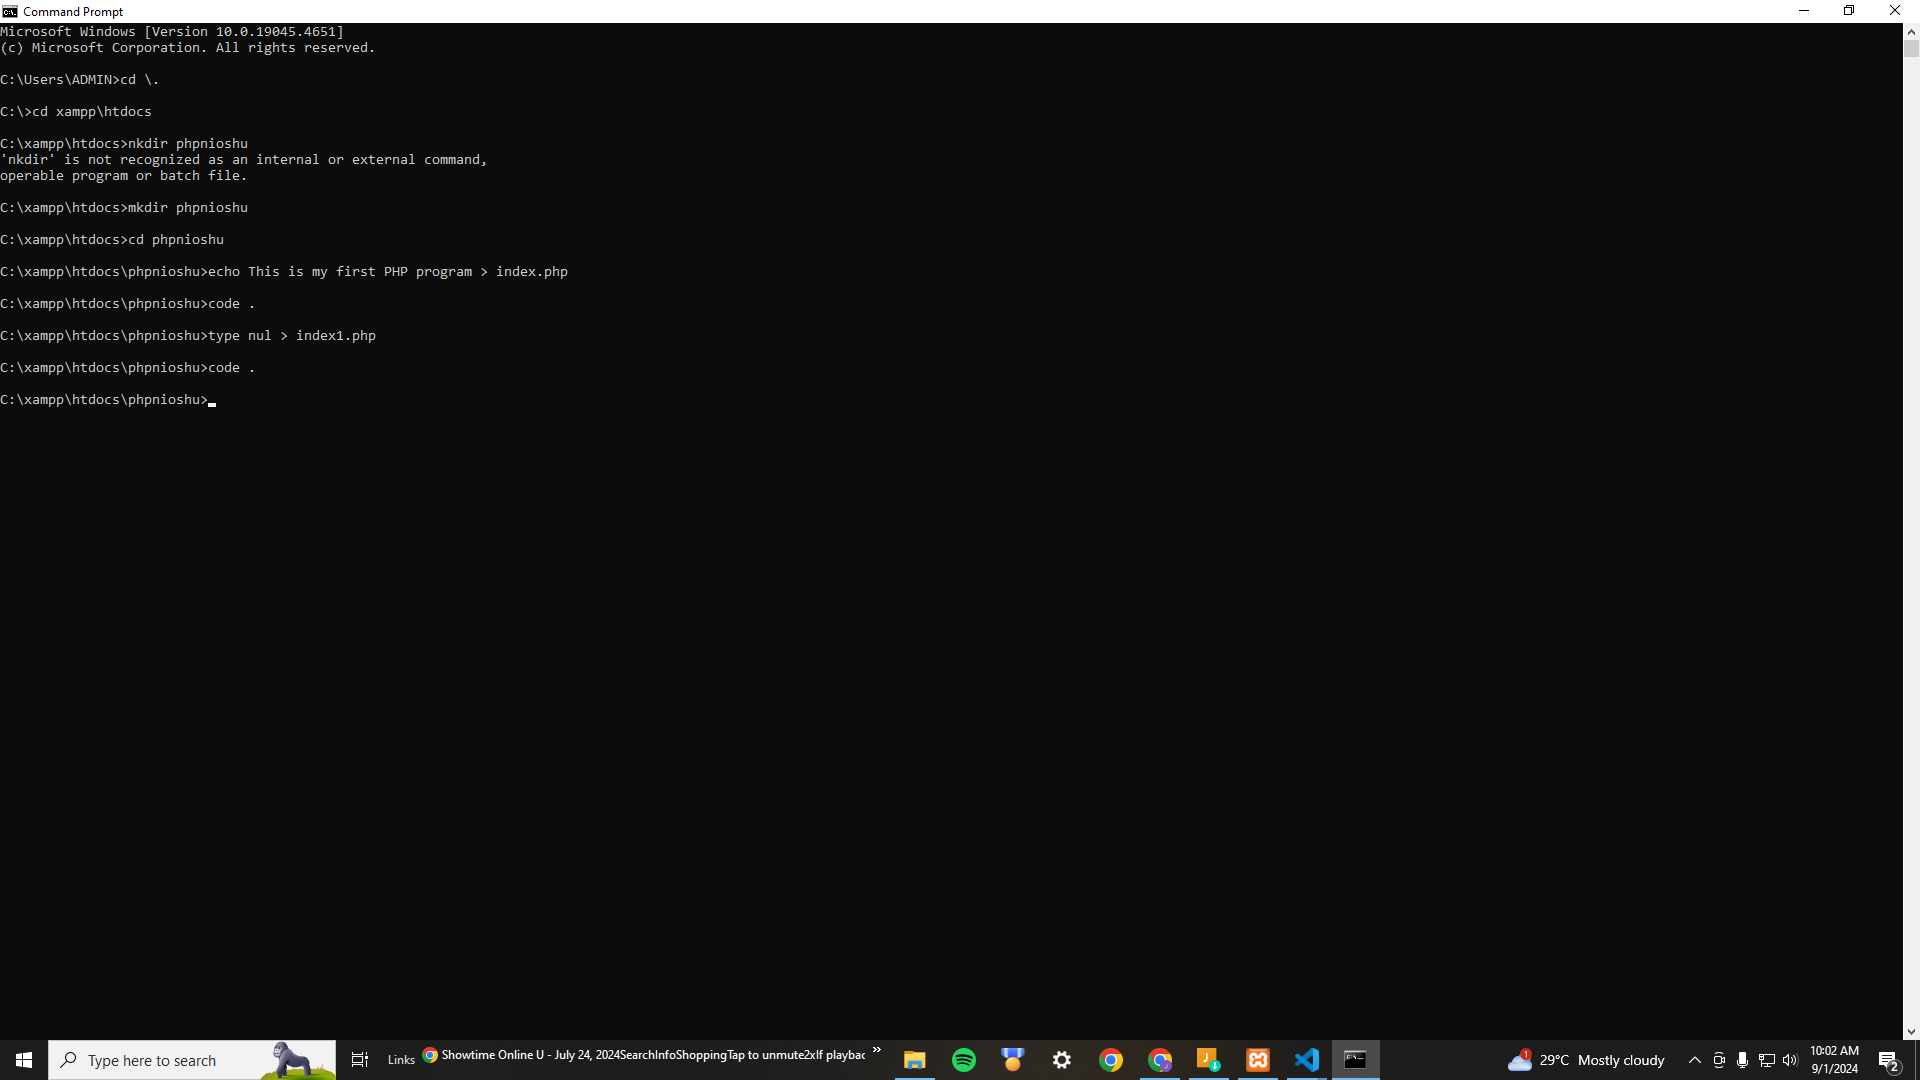 Command Prompt
Microsoft Windows [Version 10.0.19045.4651]
(c) Microsoft Corporation. All rights reserved.
C:\Users\ADMIN>cd \.
C:\>cd xampp\htdocs
C:\xampp\htdocs>nkdir phpnioshu
'nkdir' is not recognized as an internal or external command,
operable program or batch file.
C:\xampp\htdocs>mkdir phpnioshu
C:\xampp\htdocs>cd phpnioshu
C:\xampp\htdocs\phpnioshu>echo This is my first PHP program > index.php
C:\xampp\htdocs\phpnioshu>code .
C:\xampp\htdocs\phpnioshu>type nul > index1.php
C:\xampp\htdocs\phpnioshu>code .
C:\xampp\htdocs\phpnioshu>
Type here to search
Links
Showtime Online U - July 24, 2024SearchInfoShoppingTap to unmute2xIf playbac
»
1
29°C Mostly cloudy
10:02 AM
9/1/2024
2